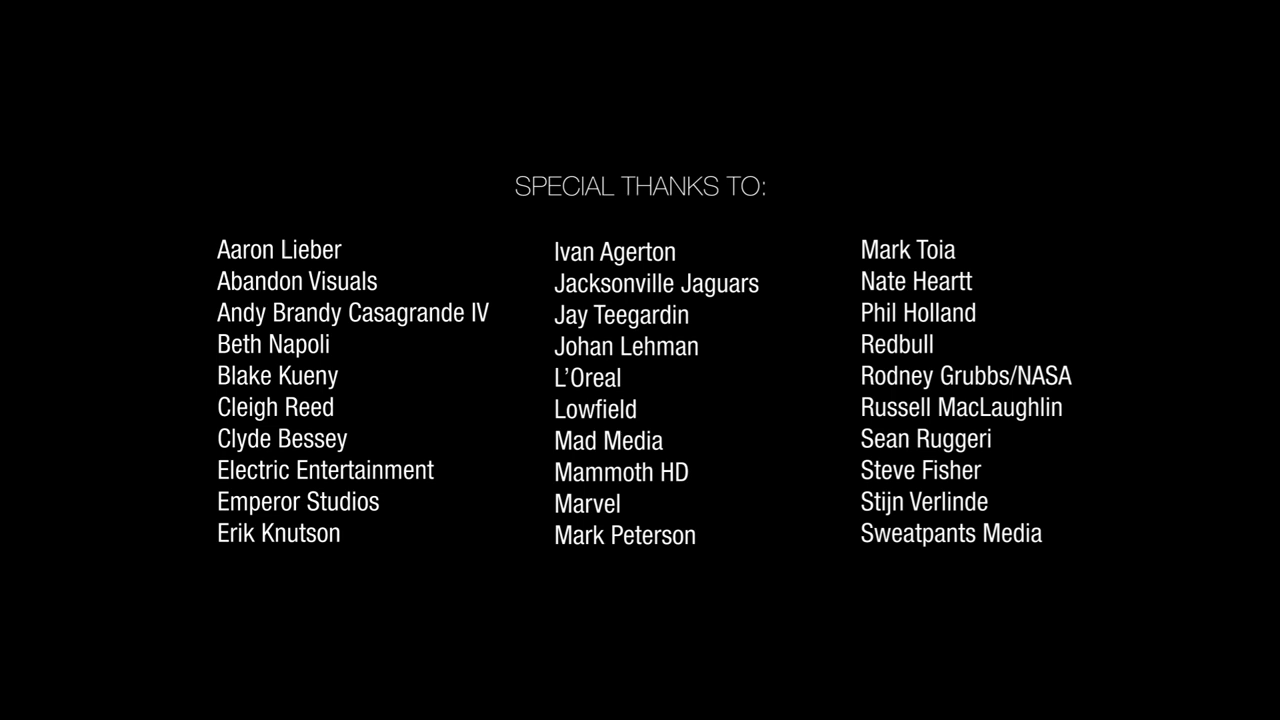 SPECIAL THANKS TO:
Aaron Lieber
Abandon Visuals
Andy Brandy Casagrande IV
Beth Napoli
Blake Kueny
Cleigh Reed
Clyde Bessey
Electric Entertainment
Emperor Studios
Erik Knutson
Ivan Agerton
Jacksonville Jaguars
Jay Teegardin
Johan Lehman
L’Oreal
Lowfield
Mad Media
Mammoth HD
Marvel
Mark Peterson
Mark Toia
Nate Heartt
Phil Holland
Redbull
Rodney Grubbs/NASA
Russell MacLaughlin
Sean Ruggeri
Steve Fisher
Stijn Verlinde
Sweatpants Media